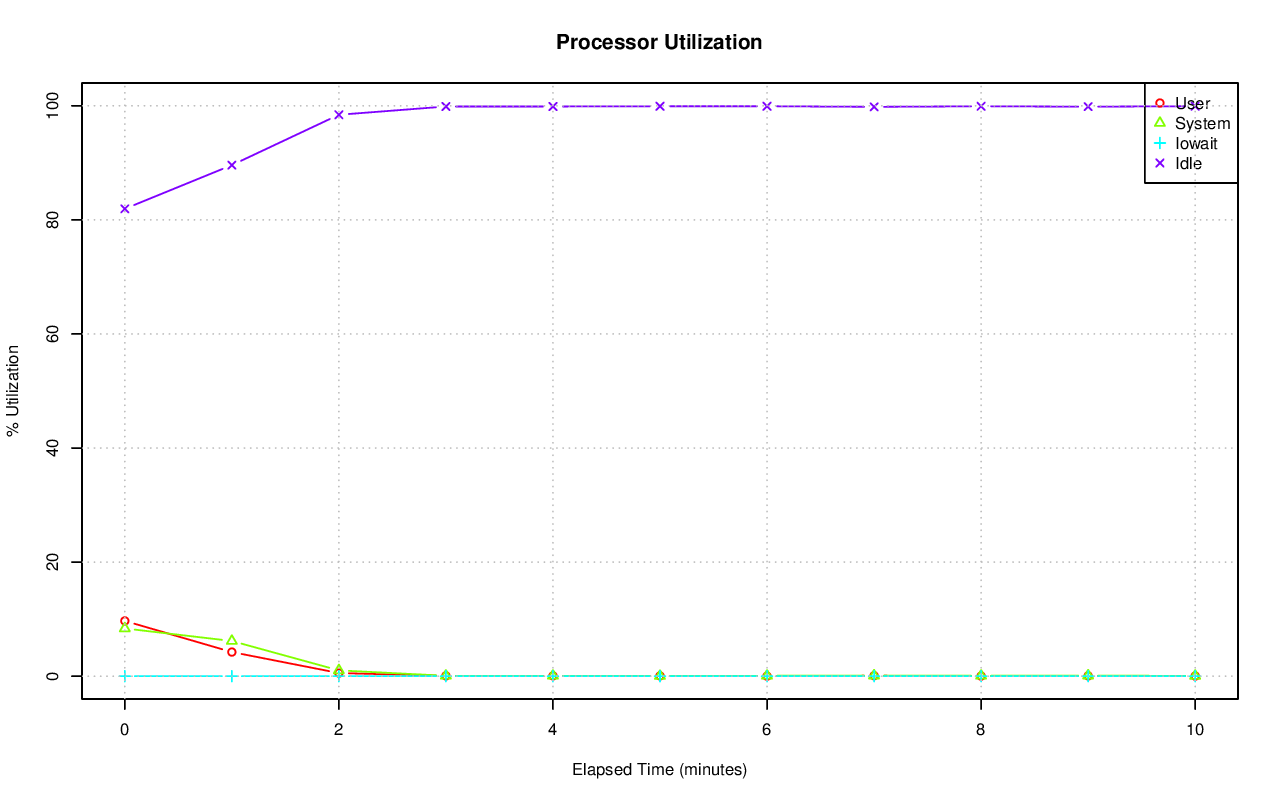 Processor Utilization
100
80
60
40
20
0
% Utilization
User
System
Iowait
Idle
0 2 4 6 8 10
Elapsed Time (minutes)